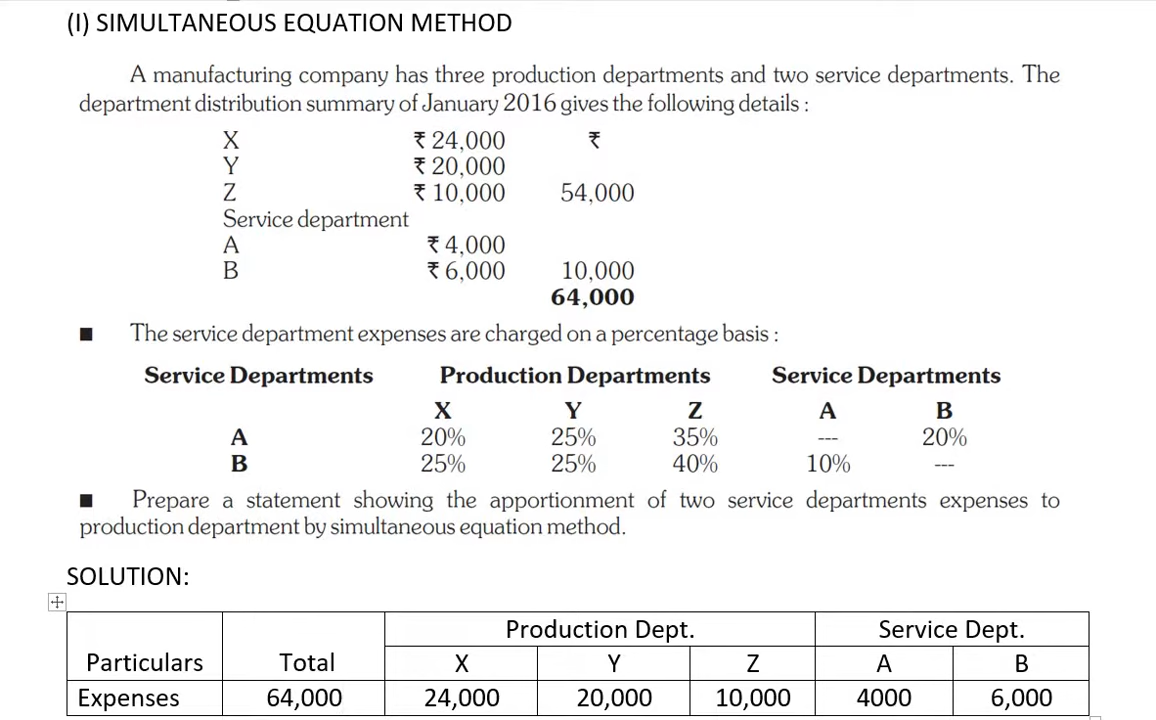 (I) SIMULTANEOUS EQUATION METHOD
A manufacturing company has three production departments and two service departments. The
department distribution summary of January 2016 gives the following details :
X ₹ 24,000 ₹
Y ₹ 20,000
Z ₹ 10,000 54,000
Service department
A ₹ 4,000
B ₹ 6,000 10,000
64,000
■ The service department expenses are charged on a percentage basis :
Service Departments Production Departments Service Departments
X Y Z A B
A 20% 25% 35% --- 20%
B 25% 25% 40% 10% ---
■ Prepare a statement showing the apportionment of two service departments expenses to
production department by simultaneous equation method.
SOLUTION:
Production Dept. Service Dept.
Particulars Total X Y Z A B
Expenses 64,000 24,000 20,000 10,000 4000 6,000